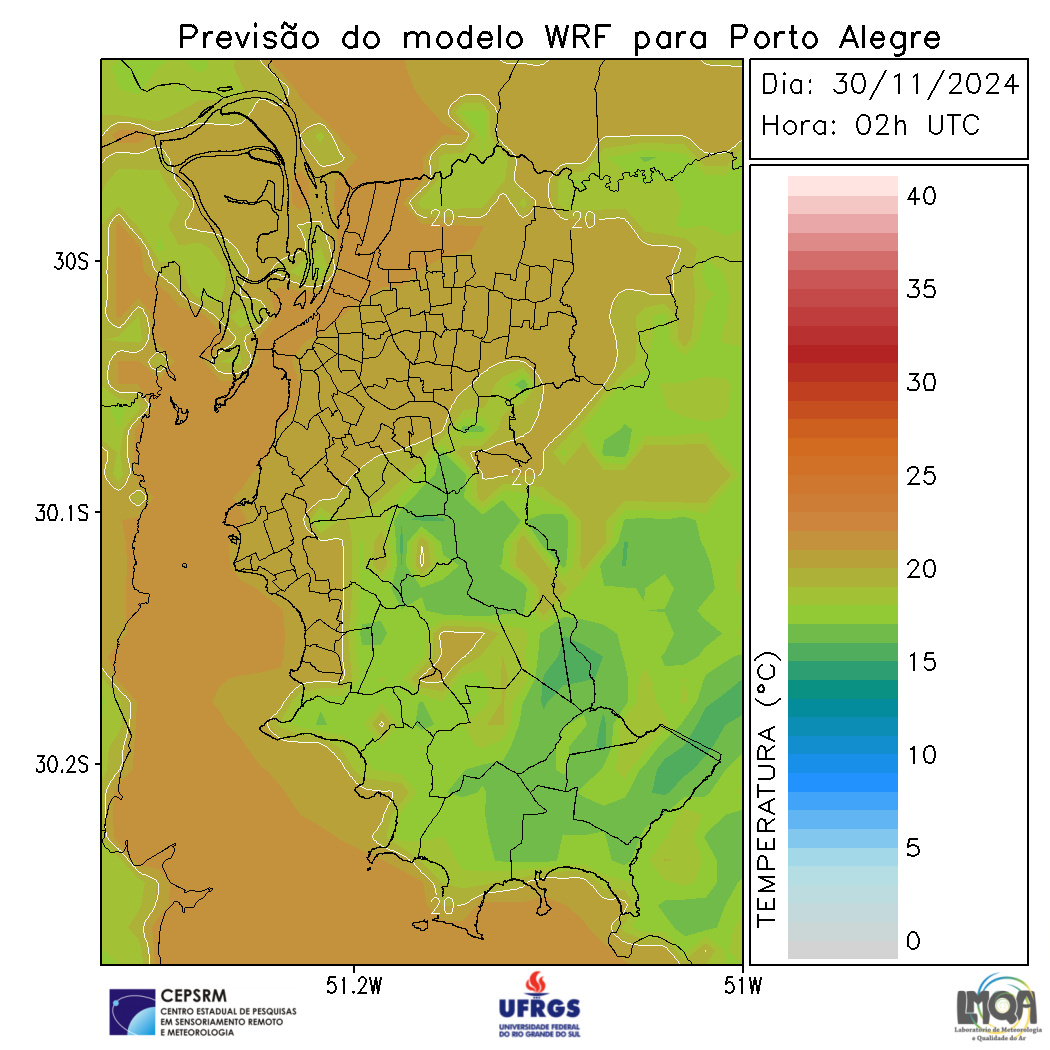 Previsão do modelo WRF para Porto Alegre
Dia: 30/11/2024
Hora: 02h UTC
40
35
30
25
20
15
10
5
0
TEMPERATURA (°C)
30S
30.1S
30.2S
51.2W
51W
20
20
20
20
CEPSRM
CENTRO ESTADUAL DE PESQUISAS
EM SENSORIAMENTO REMOTO
E METEOROLOGIA
UFRGS
UNIVERSIDADE FEDERAL
DO RIO GRANDE DO SUL
LMQA
Laboratório de Meteorologia
e Qualidade do Ar